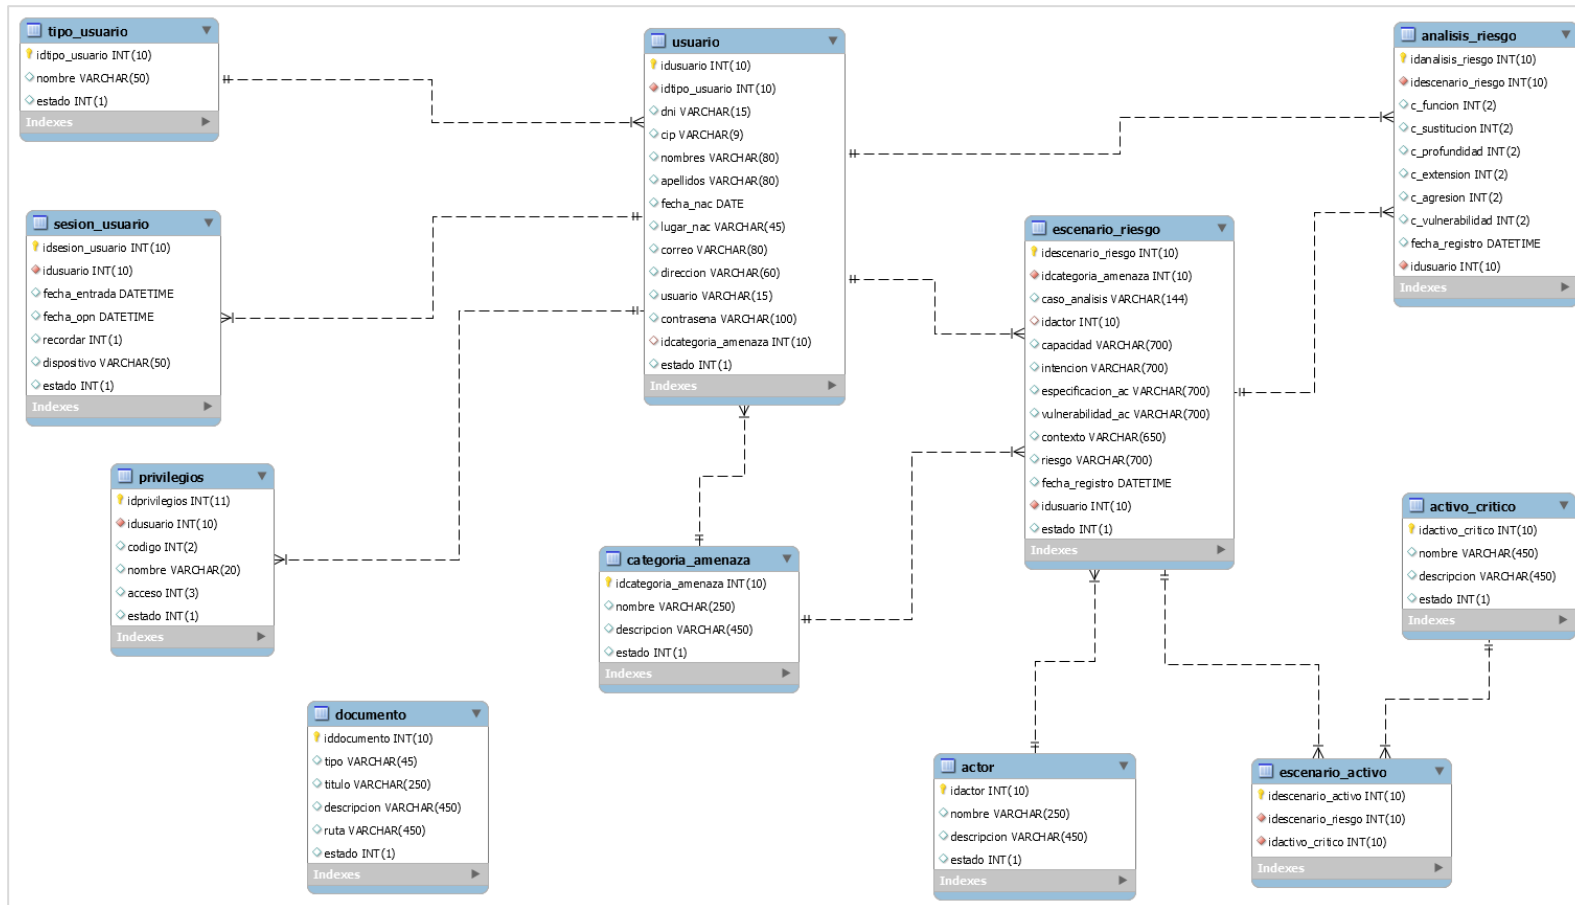 tipo_usuario
idtipo_usuario INT(10)
nombre VARCHAR(50)
estado INT(1)
Indexes
usuario
idusuario INT(10)
idtipo_usuario INT(10)
dni VARCHAR(15)
cip VARCHAR(9)
nombres VARCHAR(80)
apellidos VARCHAR(80)
fecha_nac DATE
lugar_nac VARCHAR(45)
correo VARCHAR(80)
direccion VARCHAR(60)
usuario VARCHAR(15)
contrasena VARCHAR(100)
idcategoria_amenaza INT(10)
estado INT(1)
Indexes
analisis_riesgo
idanalisis_riesgo INT(10)
idescenario_riesgo INT(10)
c_funcion INT(2)
c_sustitucion INT(2)
c_profundidad INT(2)
c_extension INT(2)
c_agresion INT(2)
c_vulnerabilidad INT(2)
fecha_registro DATETIME
idusuario INT(10)
Indexes
sesion_usuario
idsesion_usuario INT(10)
idusuario INT(10)
fecha_entrada DATETIME
fecha_opn DATETIME
recordar INT(1)
dispositivo VARCHAR(50)
estado INT(1)
Indexes
escenario_riesgo
idescenario_riesgo INT(10)
idcategoria_amenaza INT(10)
caso_analisis VARCHAR(144)
idactor INT(10)
capacidad VARCHAR(700)
intencion VARCHAR(700)
especificacion_ac VARCHAR(700)
vulnerabilidad_ac VARCHAR(700)
contexto VARCHAR(650)
riesgo VARCHAR(700)
fecha_registro DATETIME
idusuario INT(10)
estado INT(1)
Indexes
privilegios
idprivilegios INT(11)
idusuario INT(10)
codigo INT(2)
nombre VARCHAR(20)
acceso INT(3)
estado INT(1)
Indexes
categoria_amenaza
idcategoria_amenaza INT(10)
nombre VARCHAR(250)
descripcion VARCHAR(450)
estado INT(1)
Indexes
activo_critico
idactivo_critico INT(10)
nombre VARCHAR(450)
descripcion VARCHAR(450)
estado INT(1)
Indexes
documento
iddocumento INT(10)
tipo VARCHAR(45)
titulo VARCHAR(250)
descripcion VARCHAR(450)
ruta VARCHAR(450)
estado INT(1)
Indexes
actor
idactor INT(10)
nombre VARCHAR(250)
descripcion VARCHAR(450)
estado INT(1)
Indexes
escenario_activo
idescenario_activo INT(10)
idescenario_riesgo INT(10)
idactivo_critico INT(10)
Indexes